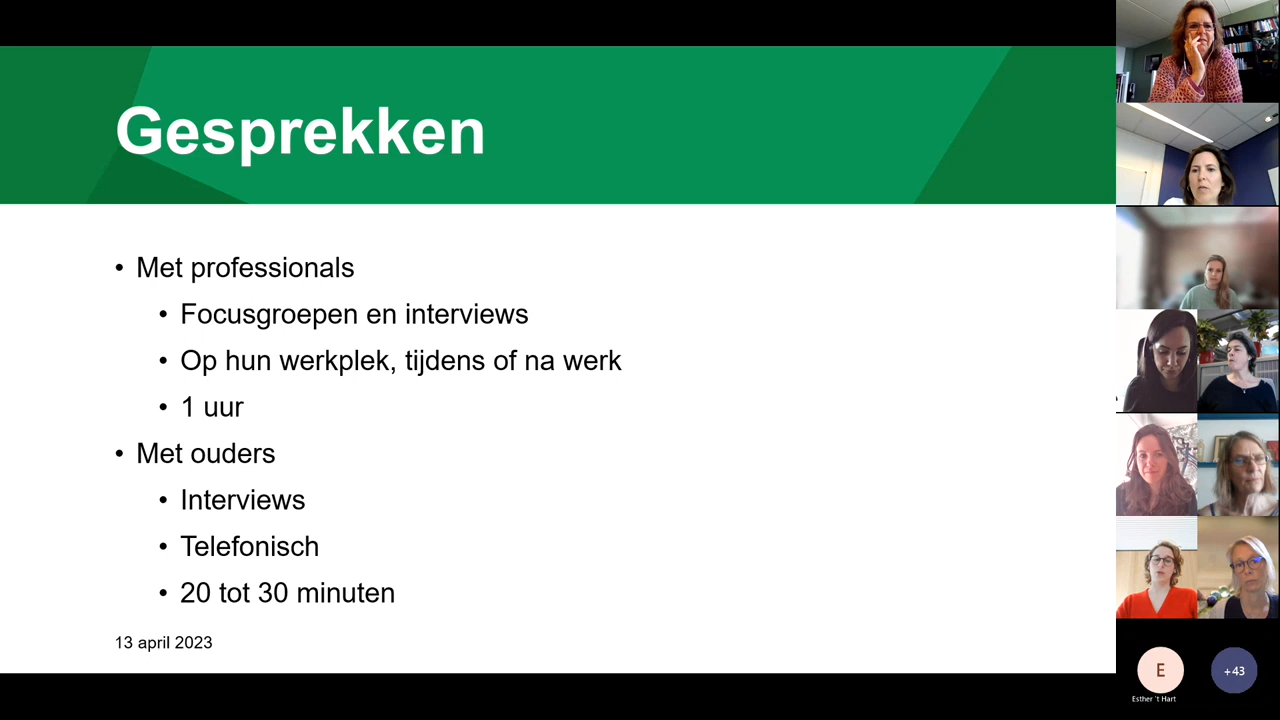 Gesprekken
• Met professionals
• Focusgroepen en interviews
• Op hun werkplek, tijdens of na werk
• 1 uur
• Met ouders
• Interviews
• Telefonisch
• 20 tot 30 minuten
13 april 2023
E
+43
Esther 't Hart